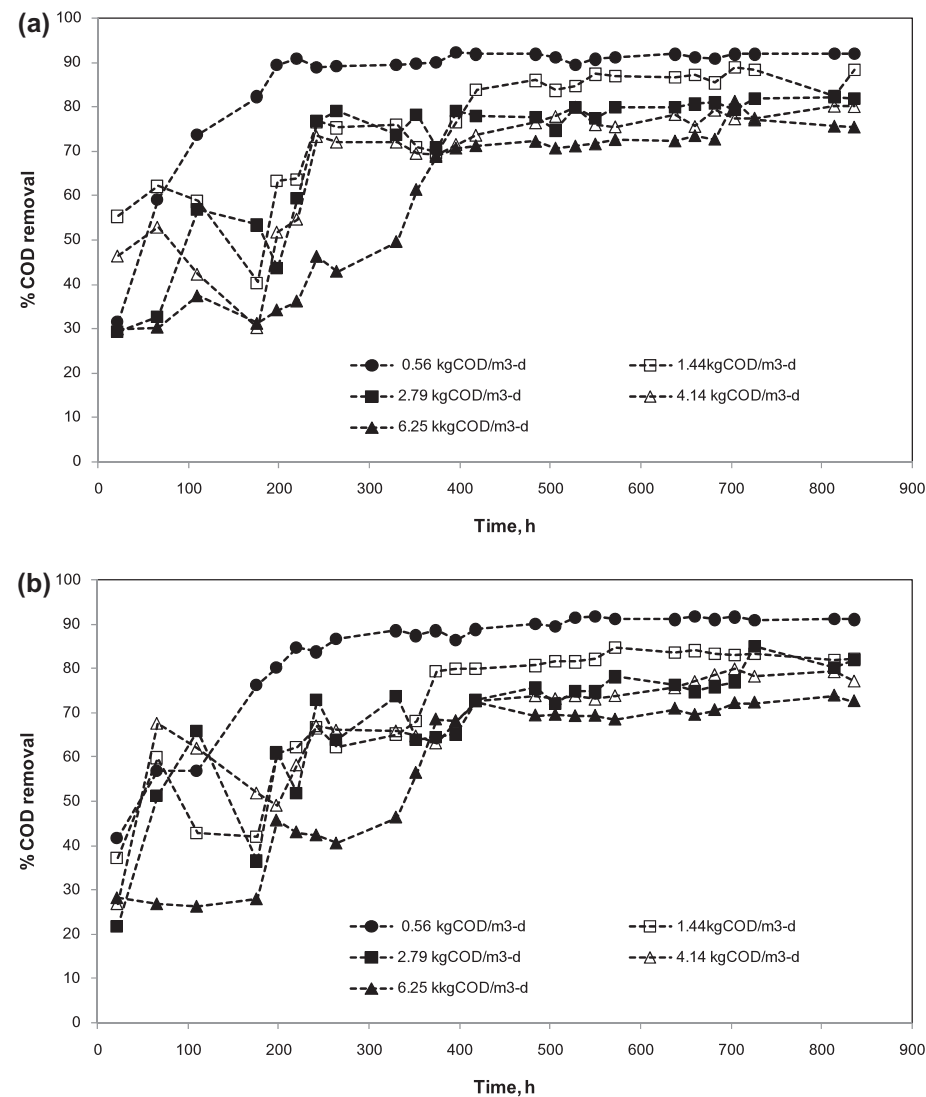 (a)
100
90
80
70
60
50
40
30
20
10
0
% COD removal
0.56 kgCOD/m3-d
1.44kgCOD/m3-d
2.79 kgCOD/m3-d
4.14 kgCOD/m3-d
6.25 kkgCOD/m3-d
0 100 200 300 400 500 600 700 800 900
Time, h
(b)
100
90
80
70
60
50
40
30
20
10
0
% COD removal
0.56 kgCOD/m3-d
1.44kgCOD/m3-d
2.79 kgCOD/m3-d
4.14 kgCOD/m3-d
6.25 kkgCOD/m3-d
0 100 200 300 400 500 600 700 800 900
Time, h